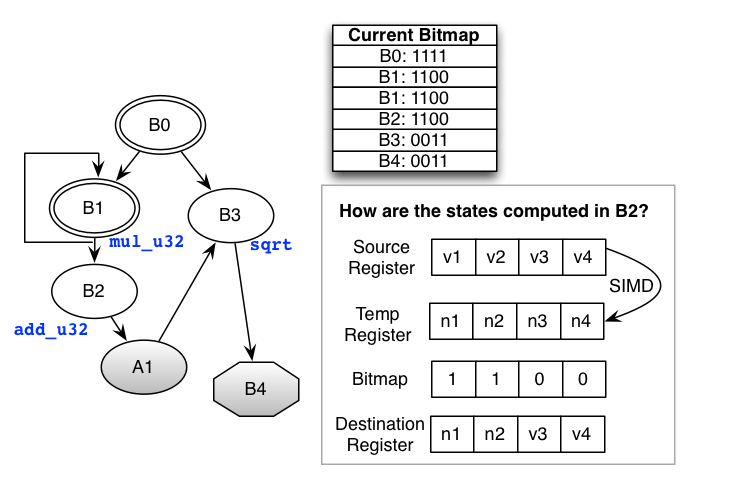 Current Bitmap
B0: 1111
B1: 1100
B1: 1100
B2: 1100
B3: 0011
B4: 0011
B0
B1
mul_u32
B3
sqrt
B2
add_u32
A1
B4
How are the states computed in B2?
Source
Register
v1 v2 v3 v4
SIMD
Temp
Register
n1 n2 n3 n4
Bitmap
1 1 0 0
Destination
Register
n1 n2 v3 v4